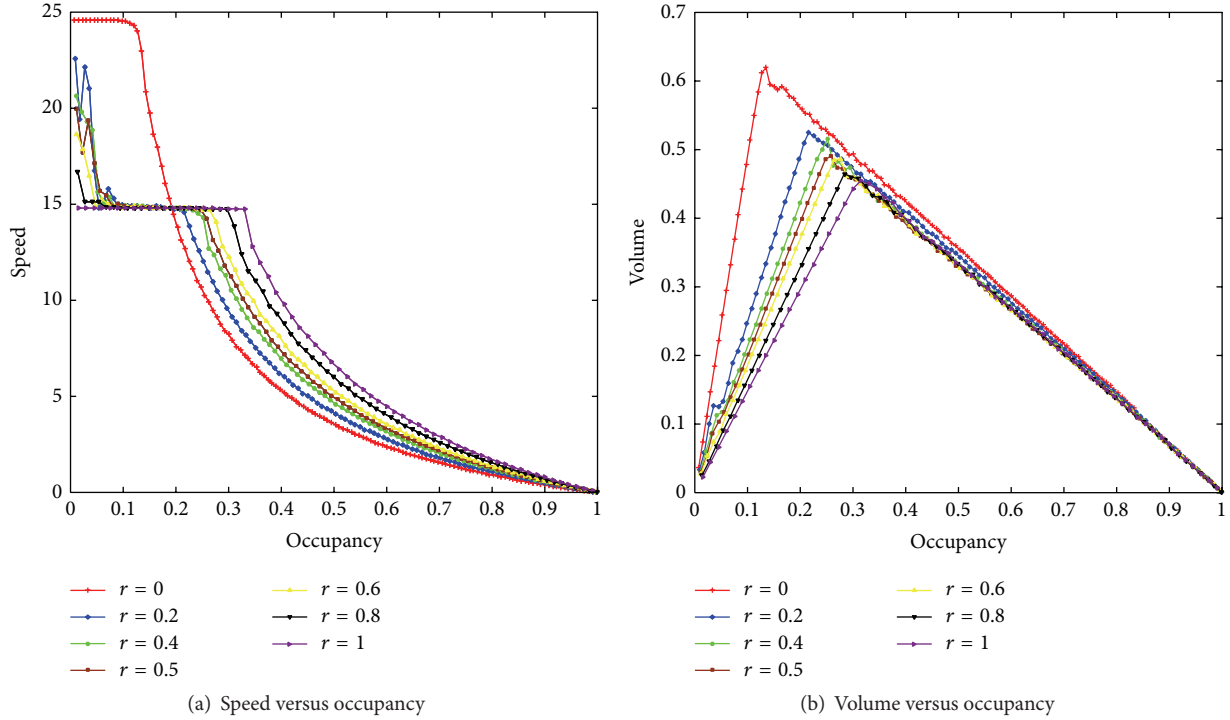 25
20
15
10
5
0
Speed
0 0.1 0.2 0.3 0.4 0.5 0.6 0.7 0.8 0.9 1
Occupancy
r = 0
r = 0.2
r = 0.4
r = 0.5
r = 0.6
r = 0.8
r = 1
(a) Speed versus occupancy
0.7
0.6
0.5
0.4
0.3
0.2
0.1
0
Volume
0 0.1 0.2 0.3 0.4 0.5 0.6 0.7 0.8 0.9 1
Occupancy
r = 0
r = 0.2
r = 0.4
r = 0.5
r = 0.6
r = 0.8
r = 1
(b) Volume versus occupancy